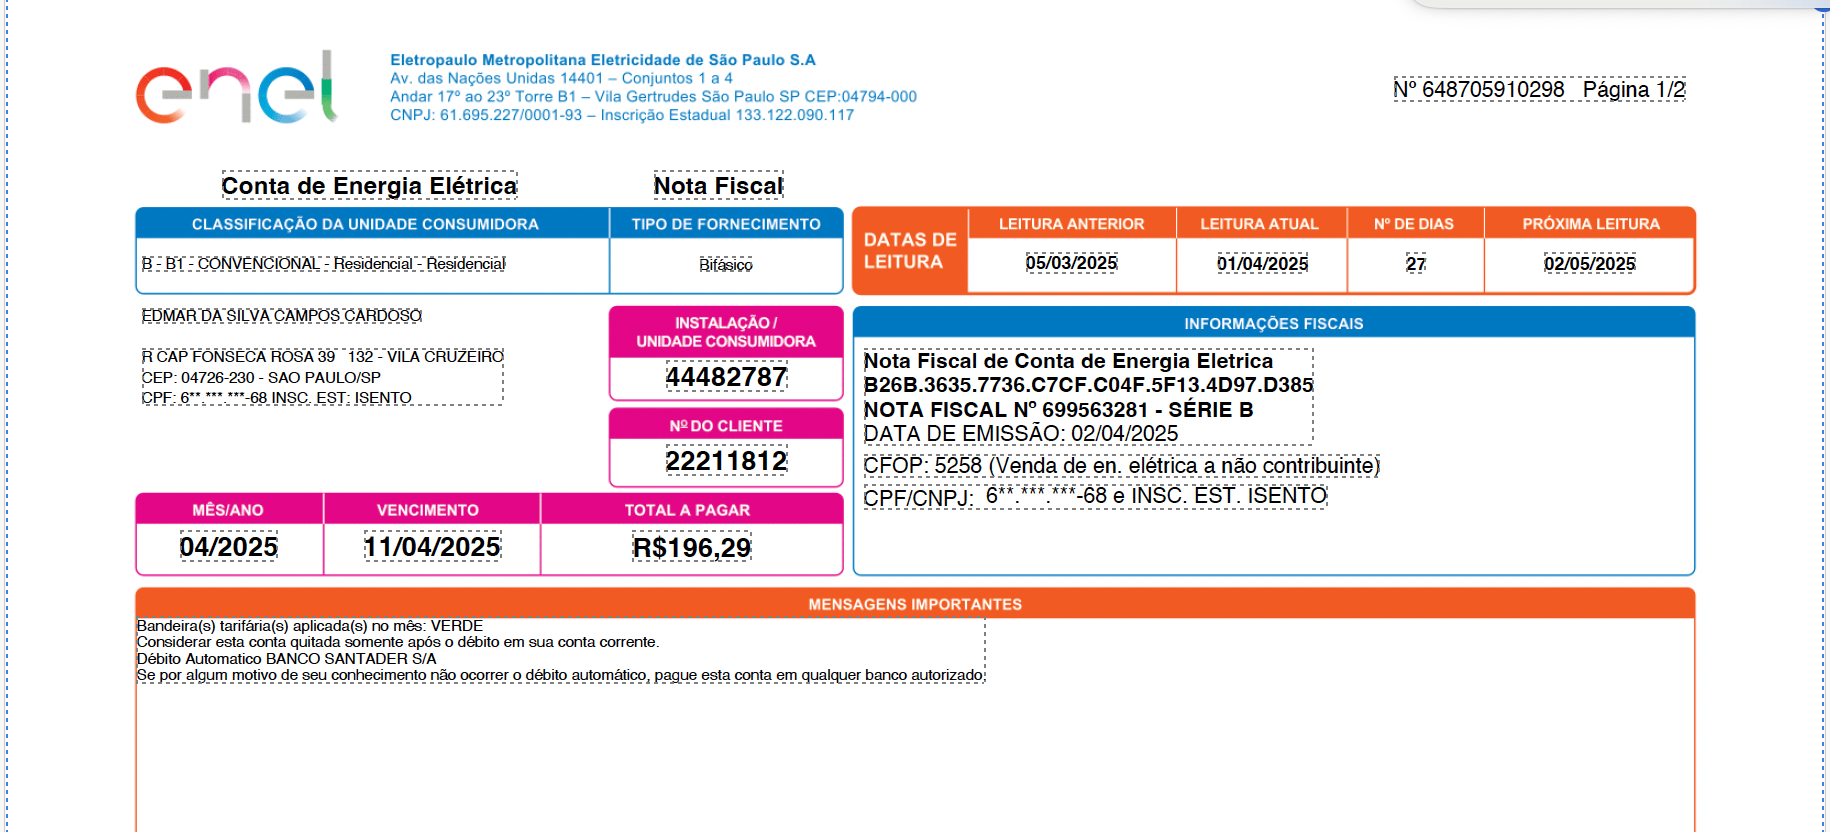 enel
Eletropaulo Metropolitana Eletricidade de São Paulo S.A
Av. das Nações Unidas 14401 – Conjuntos 1 a 4
Andar 17º ao 23º Torre B1 – Vila Gertrudes São Paulo SP CEP:04794-000
CNPJ: 61.695.227/0001-93 – Inscrição Estadual 133.122.090.117
Nº 648705910298 Página 1/2
Conta de Energia Elétrica
Nota Fiscal
CLASSIFICAÇÃO DA UNIDADE CONSUMIDORA
TIPO DE FORNECIMENTO
B - B1 - CONVENCIONAL - Residencial - Residencial
Bifásico
DATAS DE
LEITURA
LEITURA ANTERIOR
LEITURA ATUAL
Nº DE DIAS
PRÓXIMA LEITURA
05/03/2025
01/04/2025
27
02/05/2025
EDMAR DA SILVA CAMPOS CARDOSO
R CAP FONSECA ROSA 39 132 - VILA CRUZEIRO
CEP: 04726-230 - SAO PAULO/SP
CPF: 6**.***.***-68 INSC. EST: ISENTO
INSTALAÇÃO /
UNIDADE CONSUMIDORA
44482787
Nº DO CLIENTE
22211812
INFORMAÇÕES FISCAIS
Nota Fiscal de Conta de Energia Eletrica
B26B.3635.7736.C7CF.C04F.5F13.4D97.D385
NOTA FISCAL Nº 699563281 - SÉRIE B
DATA DE EMISSÃO: 02/04/2025
CFOP: 5258 (Venda de en. elétrica a não contribuinte)
CPF/CNPJ: 6**.***.***-68 e INSC. EST. ISENTO
MÊS/ANO
VENCIMENTO
TOTAL A PAGAR
04/2025
11/04/2025
R$196,29
MENSAGENS IMPORTANTES
Bandeira(s) tarifária(s) aplicada(s) no mês: VERDE
Considerar esta conta quitada somente após o débito em sua conta corrente.
Débito Automatico BANCO SANTADER S/A
Se por algum motivo de seu conhecimento não ocorrer o débito automático, pague esta conta em qualquer banco autorizado